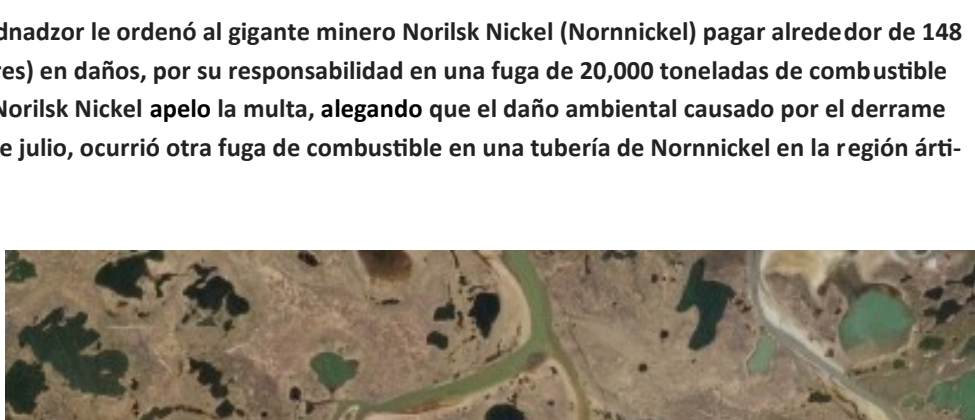 dnadzor le ordenó al gigante minero Norilsk Nickel (Nornnickel) pagar alrededor de 148
res) en daños, por su responsabilidad en una fuga de 20,000 toneladas de combustible
Norilsk Nickel apelo la multa, alegando que el daño ambiental causado por el derrame
e julio, ocurrió otra fuga de combustible en una tubería de Nornnickel en la región árti-